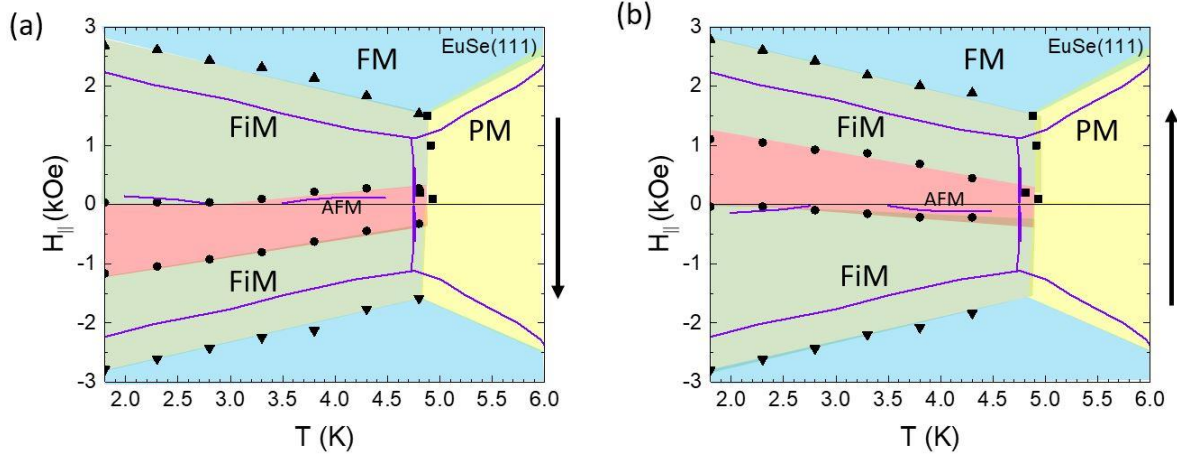 (a)
H|| (kOe)
3
2
1
0
-1
-2
-3
FM
EuSe(111)
FiM
PM
AFM
FiM
2.0 2.5 3.0 3.5 4.0 4.5 5.0 5.5 6.0
T (K)
(b)
H|| (kOe)
3
2
1
0
-1
-2
-3
FM
EuSe(111)
FiM
PM
AFM
FiM
2.0 2.5 3.0 3.5 4.0 4.5 5.0 5.5 6.0
T (K)